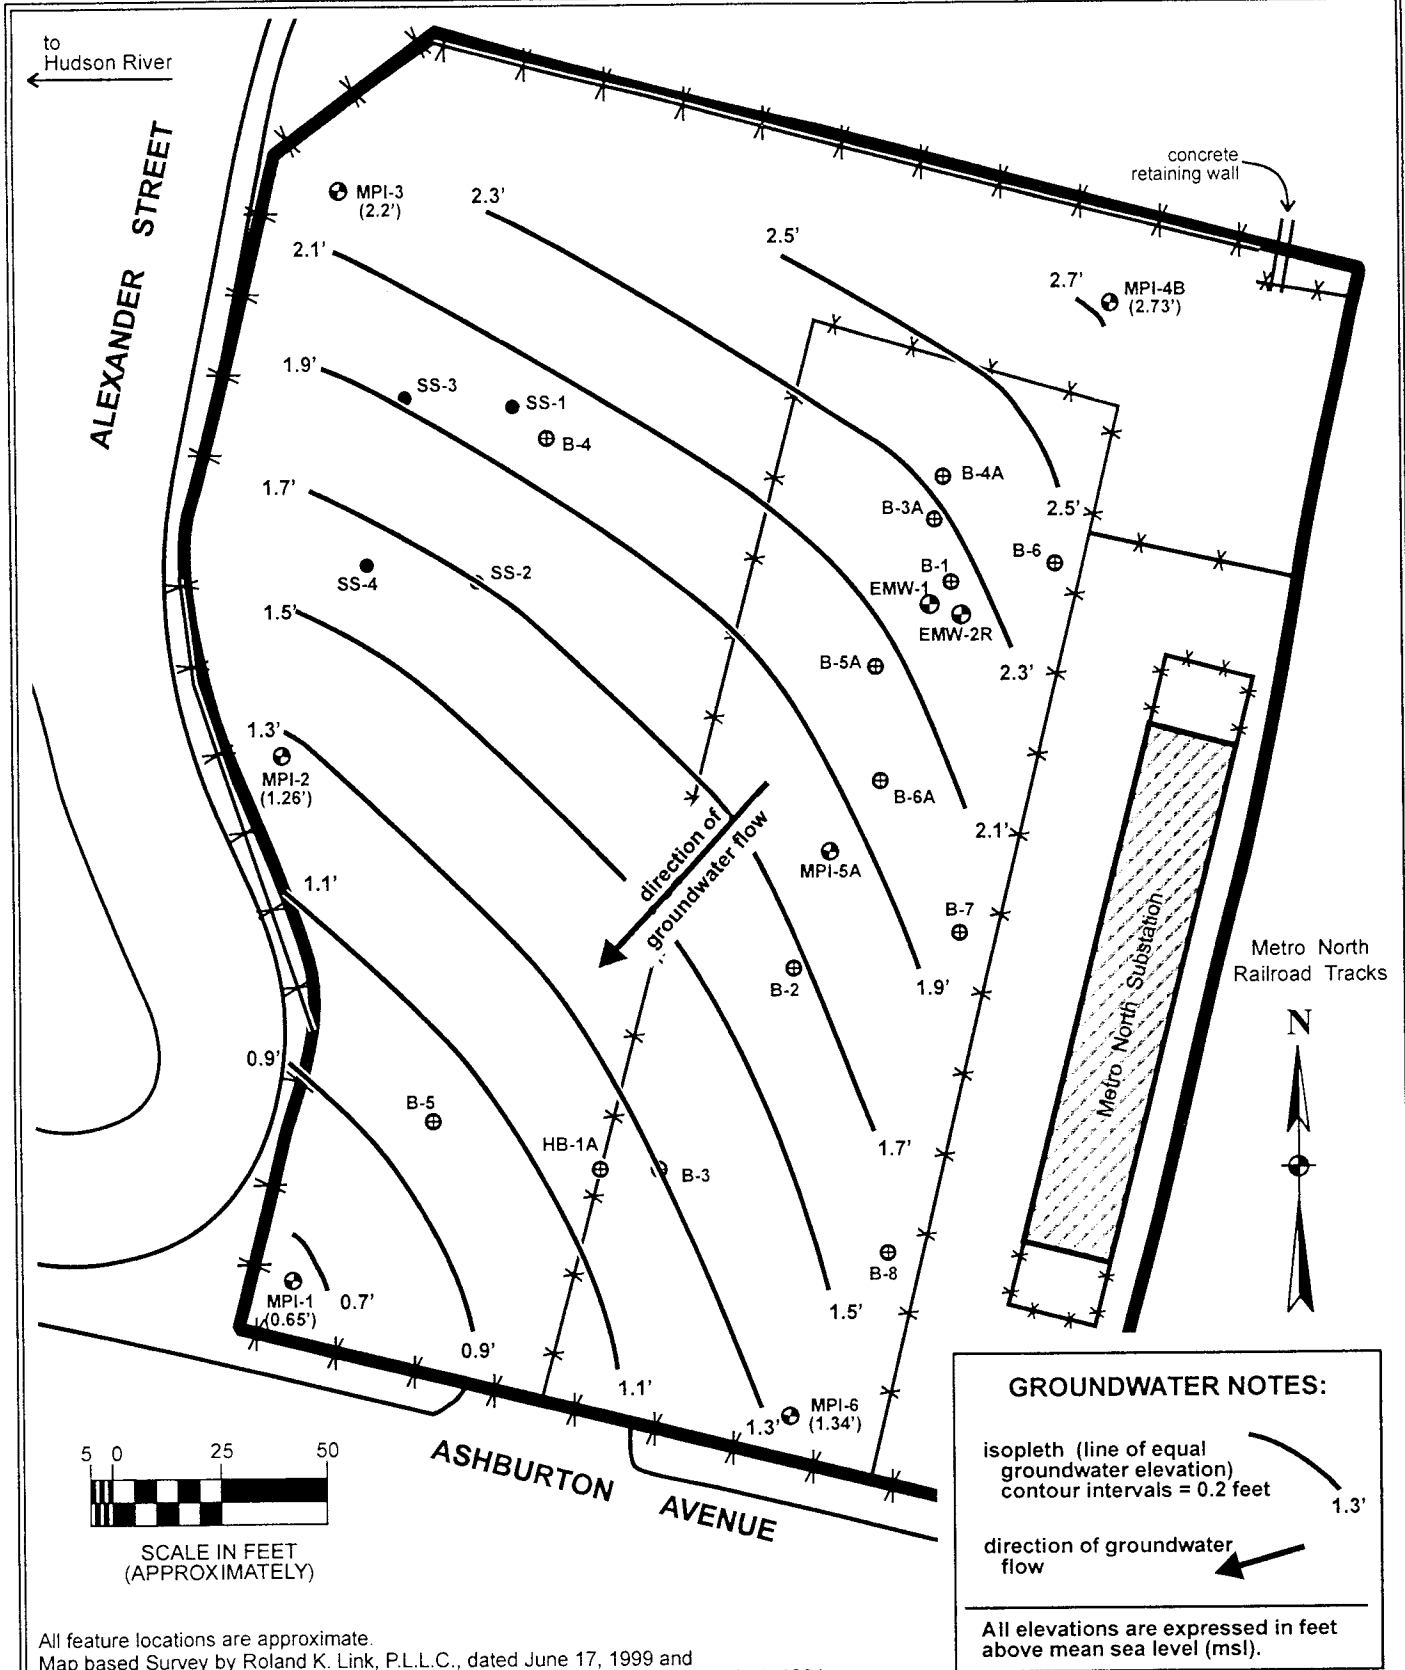 to
Hudson River
ALEXANDER STREET
concrete
retaining wall
MPI-3
(2.2')
2.3'
2.1'
2.5'
2.7'
MPI-4B
(2.73')
1.9'
SS-3
SS-1
B-4
1.7'
B-4A
B-3A
2.5'
B-6
B-1
EMW-1
EMW-2R
SS-4
SS-2
1.5'
B-5A
2.3'
1.3'
MPI-2
(1.26')
B-6A
2.1'
direction of
groundwater flow
MPI-5A
1.1'
B-7
B-2
1.9'
Metro North Substation
Metro North
Railroad Tracks
N
0.9'
B-5
HB-1A
B-3
1.7'
B-8
MPI-1
(0.65')
0.7'
1.5'
0.9'
1.1'
1.3'
MPI-6
(1.34')
ASHBURTON AVENUE
5 0 25 50
SCALE IN FEET
(APPROXIMATELY)
GROUNDWATER NOTES:
isopleth (line of equal
groundwater elevation)
contour intervals = 0.2 feet
1.3'
direction of groundwater
flow
All elevations are expressed in feet
above mean sea level (msl).
All feature locations are approximate.
Map based Survey by Roland K. Link, P.L.L.C., dated June 17, 1999 and